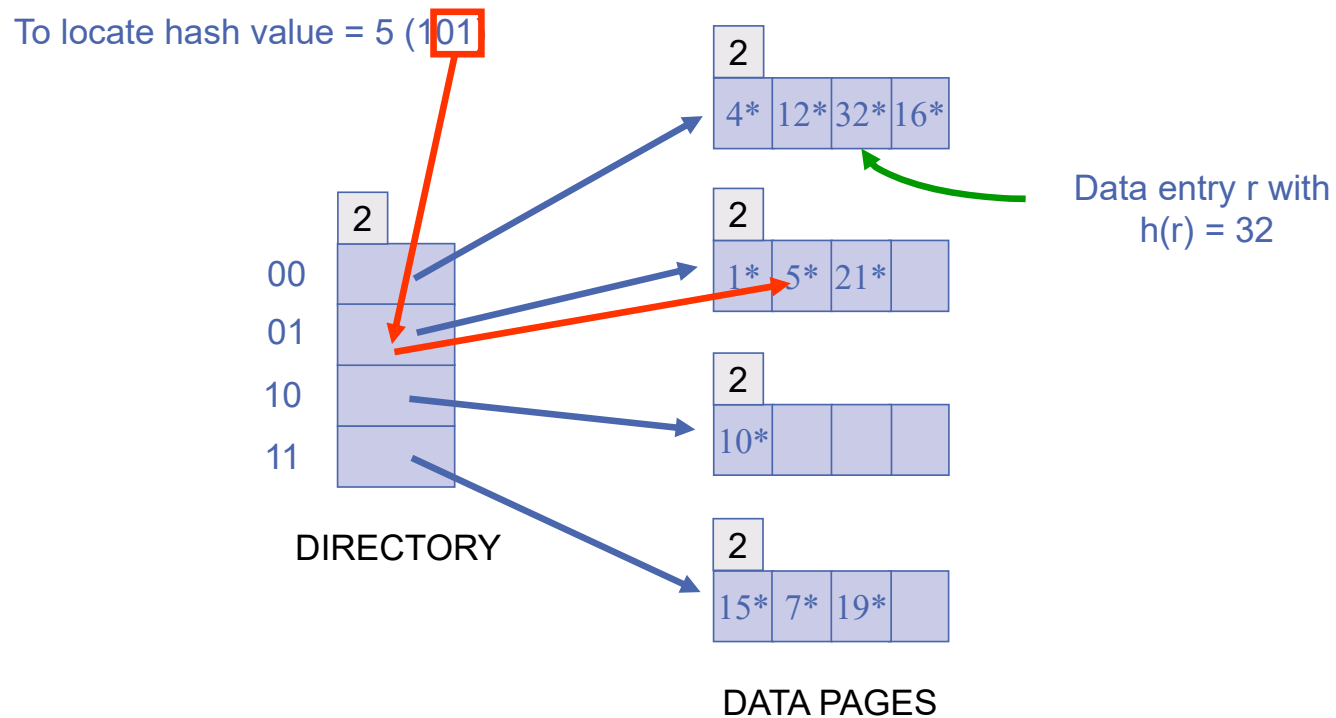 To locate hash value = 5 (101)
2
4* 12* 32* 16*
Data entry r with
h(r) = 32
2
2
1* 5* 21*
00
01
10
11
2
10*
DIRECTORY
2
15* 7* 19*
DATA PAGES